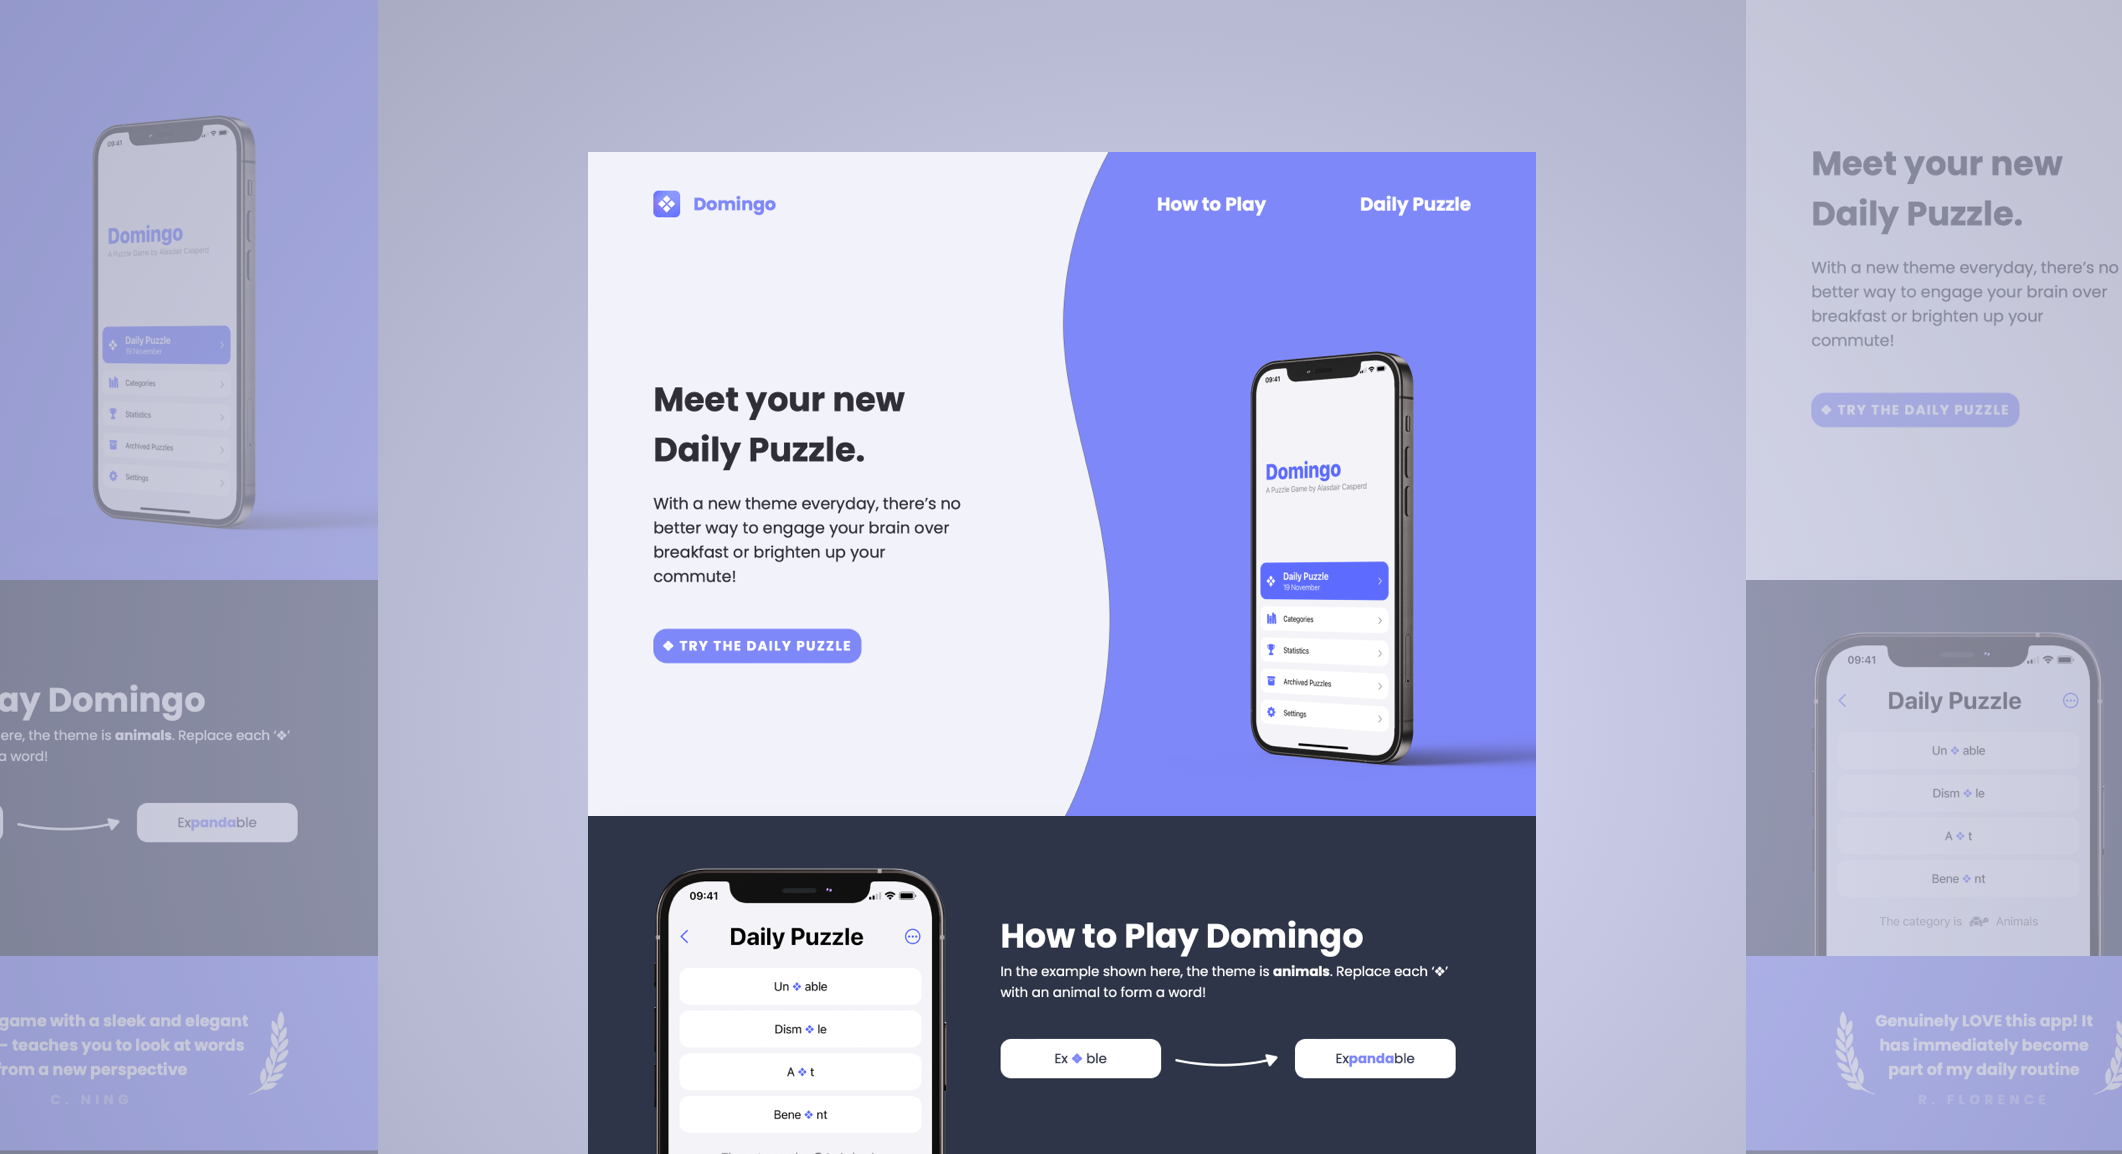 Domingo
How to Play
Daily Puzzle
Meet your new
Daily Puzzle.
With a new theme everyday, there's no
better way to engage your brain over
breakfast or brighten up your
commute!
❖ TRY THE DAILY PUZZLE
09:41
Domingo
A Puzzle Game by Alasdair Casperd
Daily Puzzle
19 November
Categories
Statistics
Archived Puzzles
Settings
09:41
Daily Puzzle
Un ❖ able
Dism ❖ le
A ❖ t
Bene ❖ nt
How to Play Domingo
In the example shown here, the theme is animals. Replace each ‘❖’
with an animal to form a word!
Ex ❖ ble
Expandable
09:41
Domingo
A Puzzle Game by Alasdair Casperd
Daily Puzzle
19 November
Categories
Statistics
Archived Puzzles
Settings
ay Domingo
ere, the theme is animals. Replace each ‘❖’
a word!
Expandable
game with a sleek and elegant
– teaches you to look at words
from a new perspective
C. NING
Meet your new
Daily Puzzle.
With a new theme everyday, there's no
better way to engage your brain over
breakfast or brighten up your
commute!
❖ TRY THE DAILY PUZZLE
09:41
Daily Puzzle
Un ❖ able
Dism ❖ le
A ❖ t
Bene ❖ nt
The category is Animals
Genuinely LOVE this app! It
has immediately become
part of my daily routine
R. FLORENCE